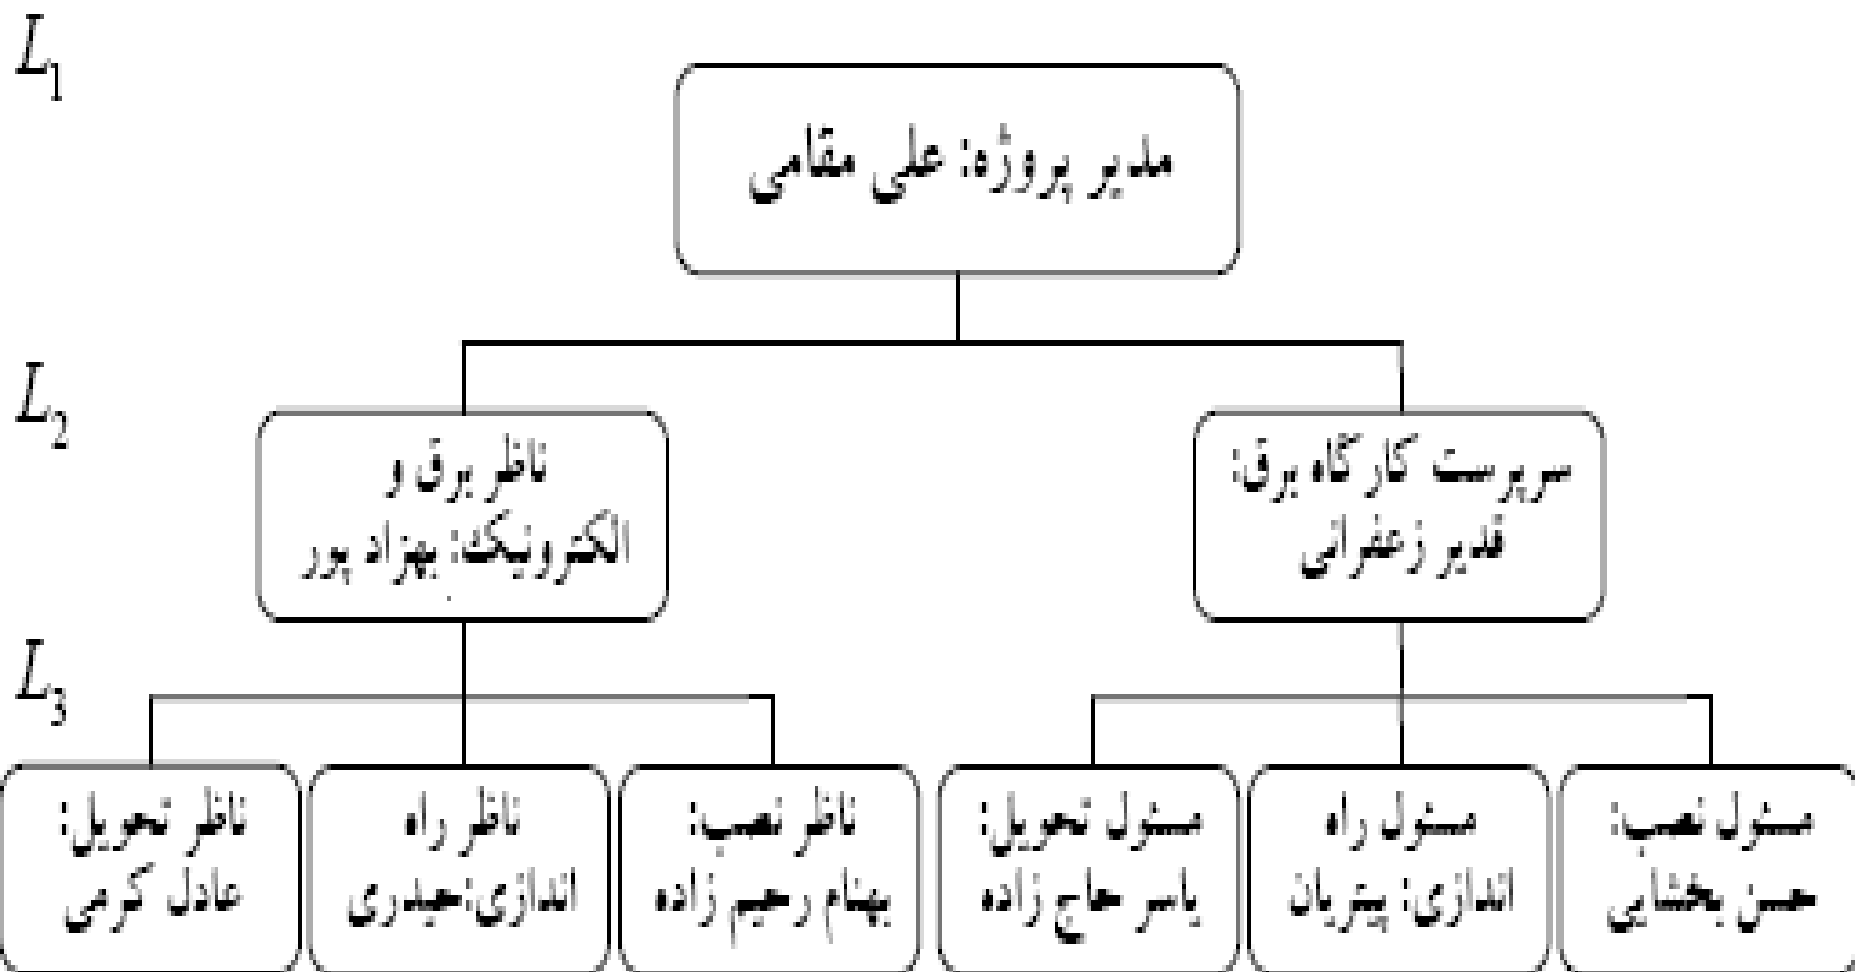 L1
مدیر پروژه: علی مقامی
L2
سرپرست کارگاه برق:
قدیر زعفرانی
ناظر برق و
الکترونیک: بهزاد پور
L3
مسئول نصب:
حسن بخشایی
مسئول راه
اندازی: پیتریان
مسئول تحویل:
یاسر حاج زاده
ناظر نصب:
بهنام رحیم زاده
ناظر راه
اندازی:حیدری
ناظر تحویل:
عادل کرمی